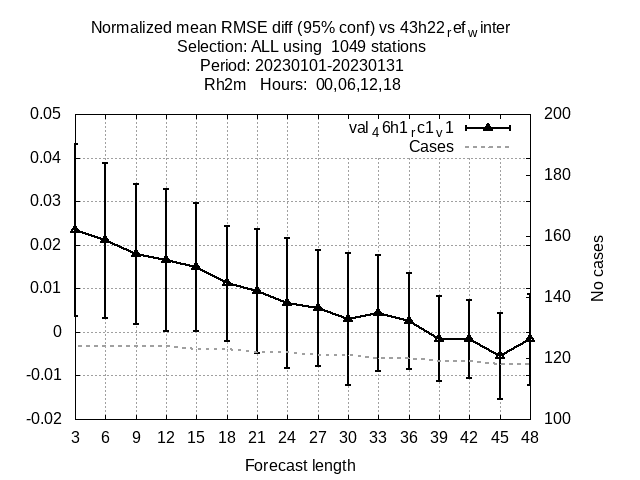 Normalized mean RMSE diff (95% conf) vs 43h22ref winter
Selection: ALL using 1049 stations
Period: 20230101-20230131
Rh2m Hours: 00,06,12,18
val46h1rc1v1
Cases
0.05
0.04
0.03
0.02
0.01
0
-0.01
-0.02
200
180
160
140
120
100
No cases
3 6 9 12 15 18 21 24 27 30 33 36 39 42 45 48
Forecast length